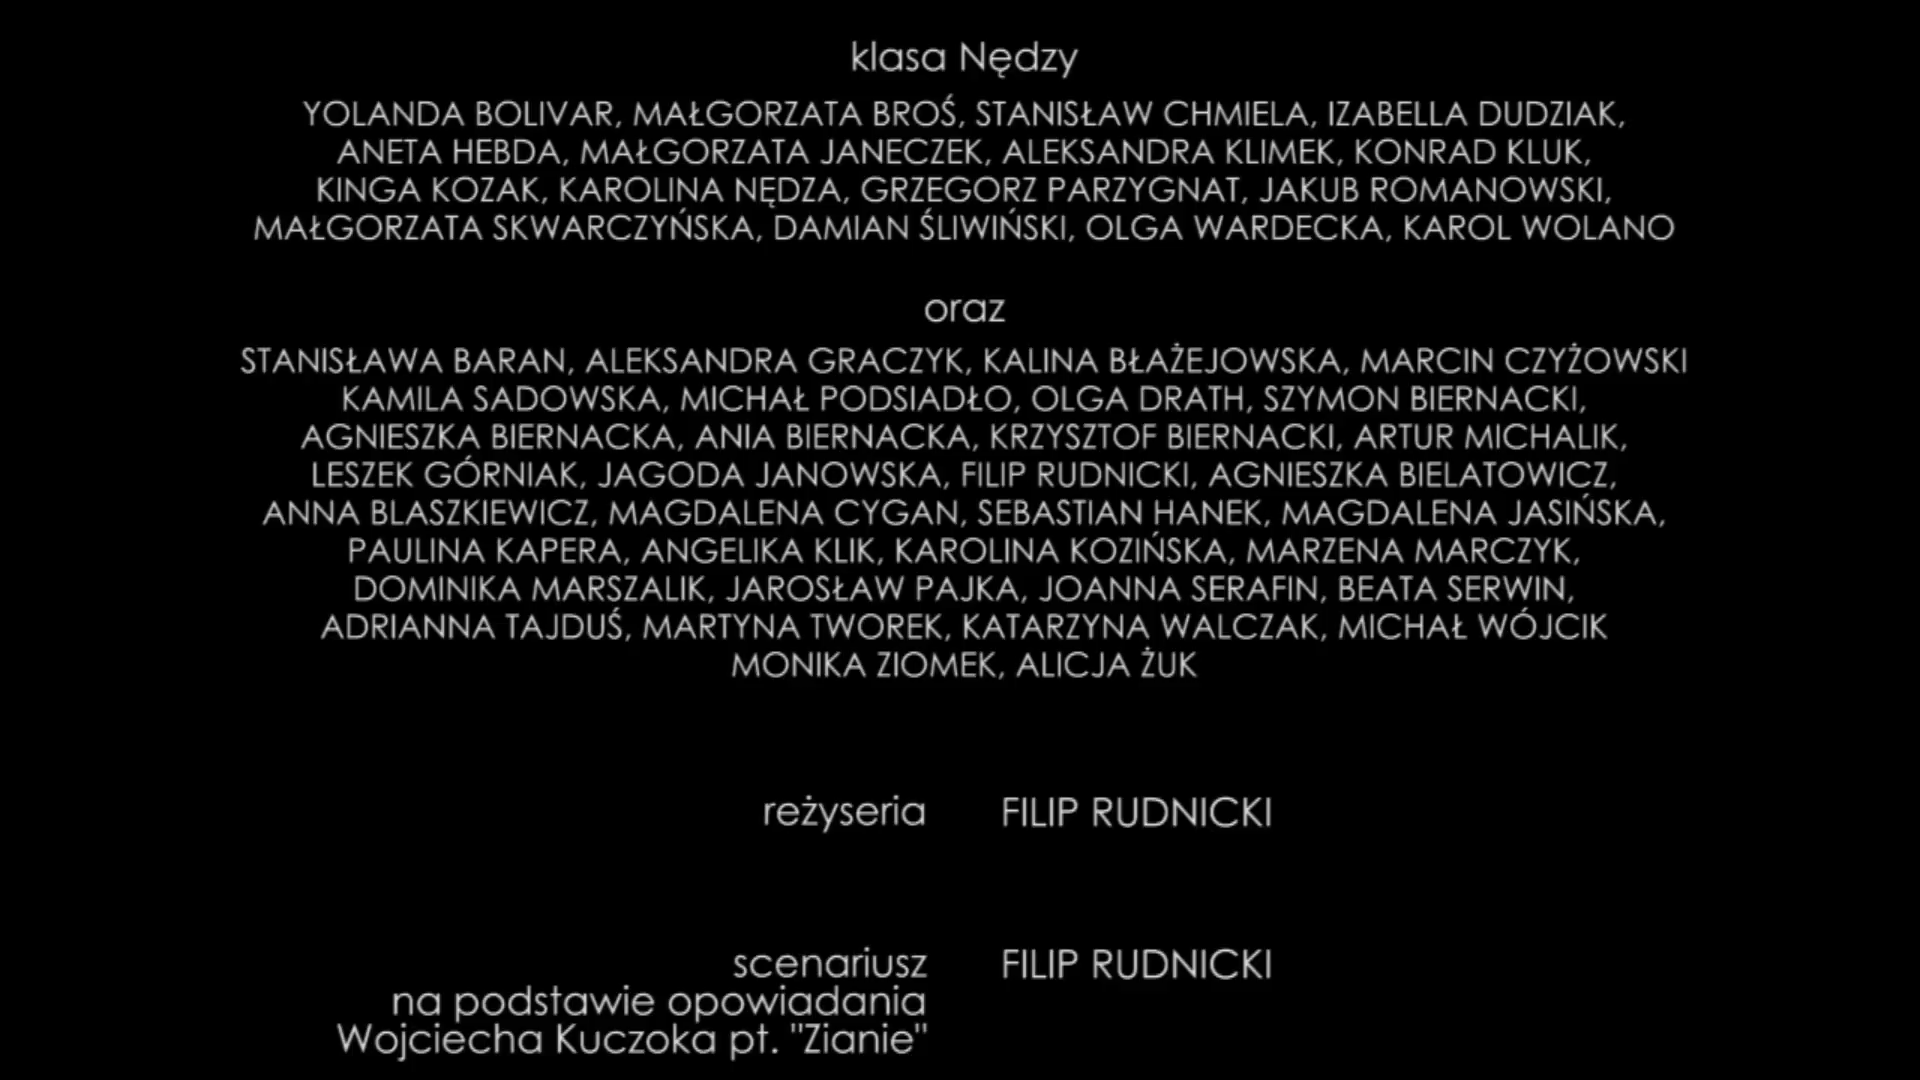 klasa Nędzy
YOLANDA BOLIVAR, MAŁGORZATA BROŚ, STANISŁAW CHMIELA, IZABELLA DUDZIAK,
ANETA HEBDA, MAŁGORZATA JANECZEK, ALEKSANDRA KLIMEK, KONRAD KLUK,
KINGA KOZAK, KAROLINA NĘDZA, GRZEGORZ PARZYGNAT, JAKUB ROMANOWSKI,
MAŁGORZATA SKWARCZYŃSKA, DAMIAN ŚLIWIŃSKI, OLGA WARDECKA, KAROL WOLANO
oraz
STANISŁAWA BARAN, ALEKSANDRA GRACZYK, KALINA BŁAŻEJOWSKA, MARCIN CZYŻOWSKI
KAMILA SADOWSKA, MICHAŁ PODSIADŁO, OLGA DRATH, SZYMON BIERNACKI,
AGNIESZKA BIERNACKA, ANIA BIERNACKA, KRZYSZTOF BIERNACKI, ARTUR MICHALIK,
LESZEK GÓRNIAK, JAGODA JANOWSKA, FILIP RUDNICKI, AGNIESZKA BIELATOWICZ,
ANNA BLASZKIEWICZ, MAGDALENA CYGAN, SEBASTIAN HANEK, MAGDALENA JASIŃSKA,
PAULINA KAPERA, ANGELIKA KLIK, KAROLINA KOZIŃSKA, MARZENA MARCZYK,
DOMINIKA MARSZALIK, JAROSŁAW PAJKA, JOANNA SERAFIN, BEATA SERWIN,
ADRIANNA TAJDUŚ, MARTYNA TWOREK, KATARZYNA WALCZAK, MICHAŁ WÓJCIK
MONIKA ZIOMEK, ALICJA ŻUK
reżyseria FILIP RUDNICKI
scenariusz FILIP RUDNICKI
na podstawie opowiadania
Wojciecha Kuczoka pt. "Zianie"